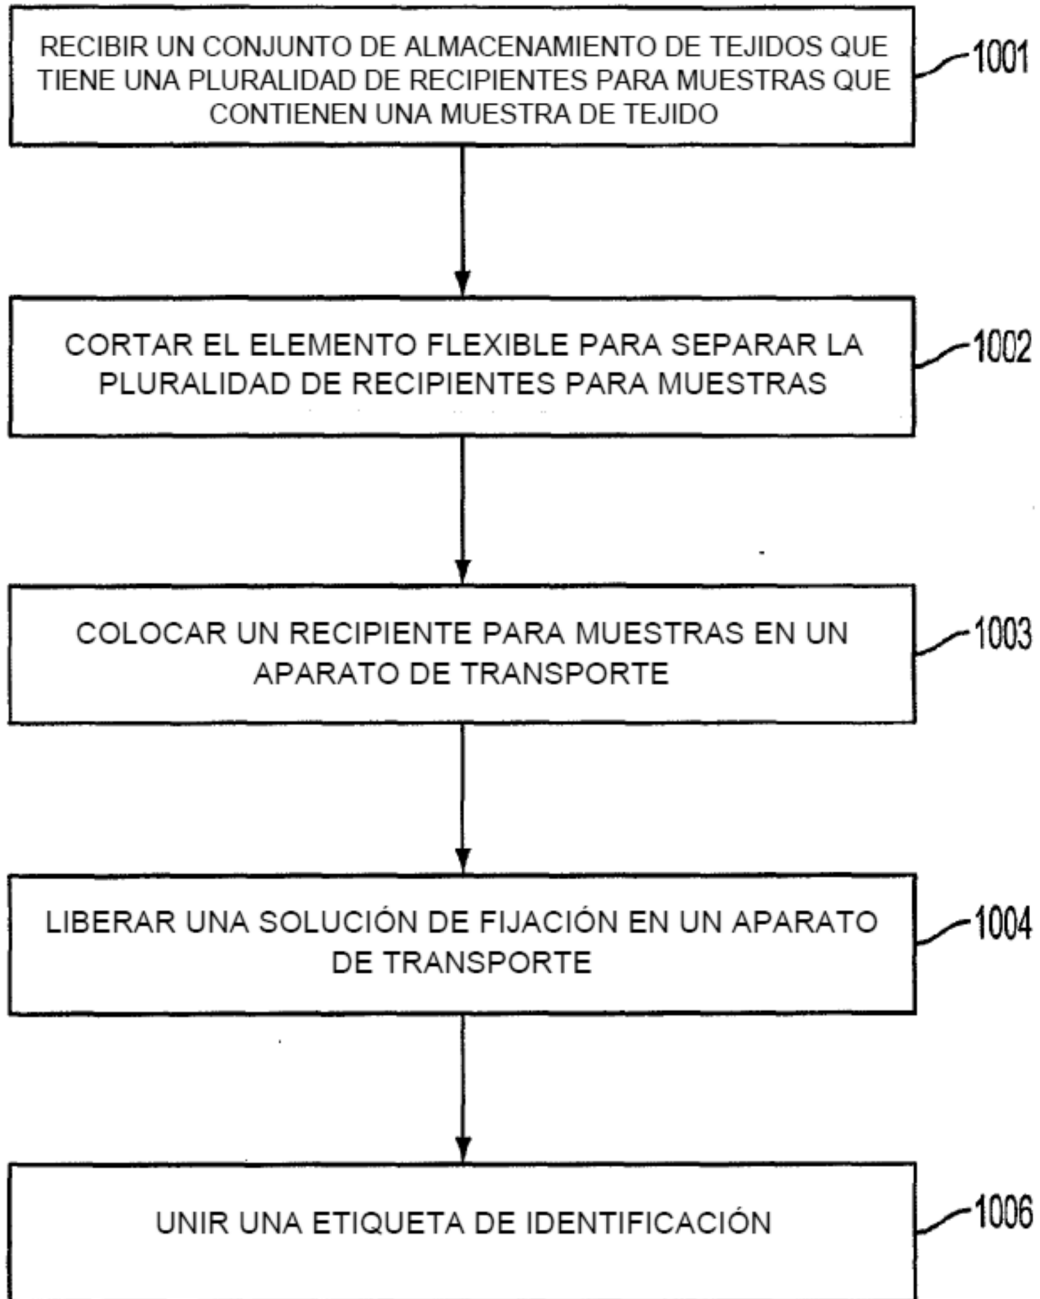 RECIBIR UN CONJUNTO DE ALMACENAMIENTO DE TEJIDOS QUE
TIENE UNA PLURALIDAD DE RECIPIENTES PARA MUESTRAS QUE
CONTIENEN UNA MUESTRA DE TEJIDO
1001
CORTAR EL ELEMENTO FLEXIBLE PARA SEPARAR LA
PLURALIDAD DE RECIPIENTES PARA MUESTRAS
1002
COLOCAR UN RECIPIENTE PARA MUESTRAS EN UN
APARATO DE TRANSPORTE
1003
LIBERAR UNA SOLUCIÓN DE FIJACIÓN EN UN APARATO
DE TRANSPORTE
1004
UNIR UNA ETIQUETA DE IDENTIFICACIÓN
1006